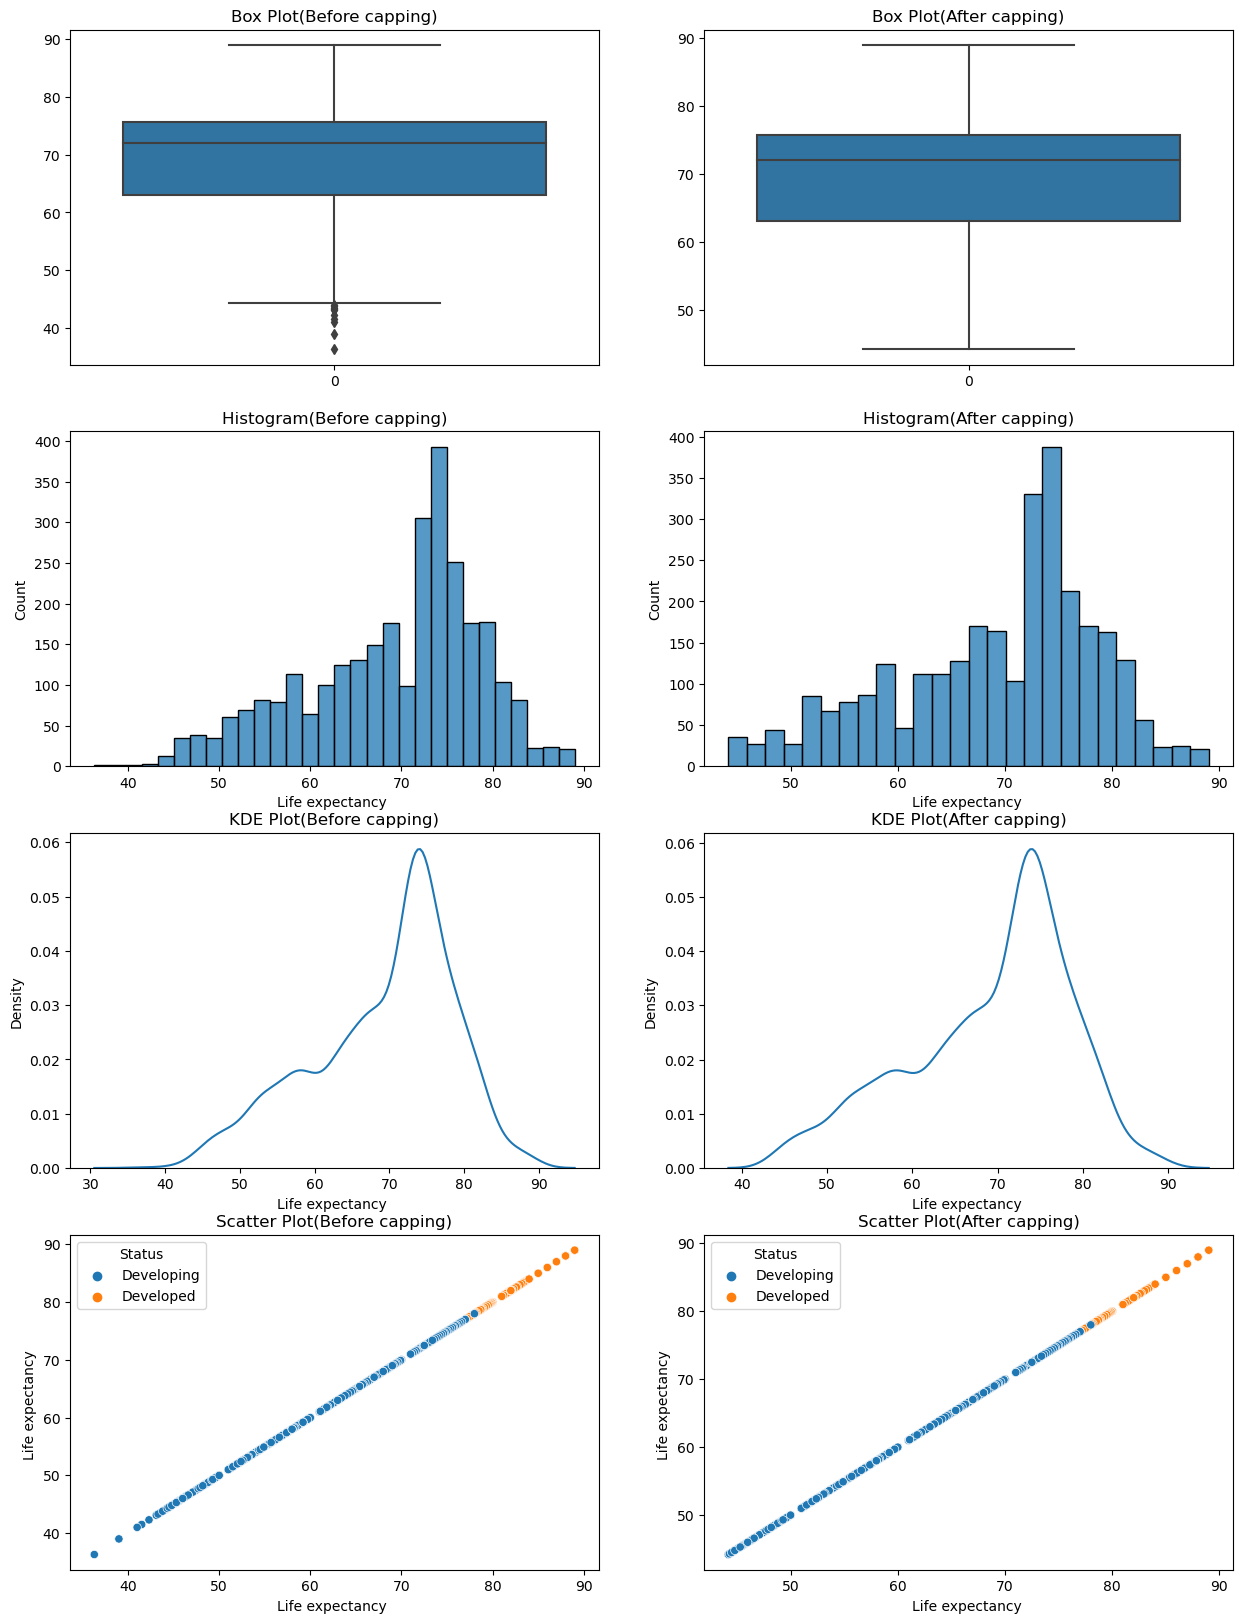 Box Plot(Before capping)
90
80
70
60
50
40
0
Box Plot(After capping)
90
80
70
60
50
0
Histogram(Before capping)
400
350
300
250
200
150
100
50
0
Count
40 50 60 70 80 90
Life expectancy
Histogram(After capping)
400
350
300
250
200
150
100
50
0
Count
50 60 70 80 90
Life expectancy
KDE Plot(Before capping)
0.06
0.05
0.04
0.03
0.02
0.01
0.00
Density
30 40 50 60 70 80 90
Life expectancy
KDE Plot(After capping)
0.06
0.05
0.04
0.03
0.02
0.01
0.00
Density
40 50 60 70 80 90
Life expectancy
Scatter Plot(Before capping)
Status
Developing
Developed
90
80
70
60
50
40
Life expectancy
40 50 60 70 80 90
Life expectancy
Scatter Plot(After capping)
Status
Developing
Developed
90
80
70
60
50
Life expectancy
50 60 70 80 90
Life expectancy